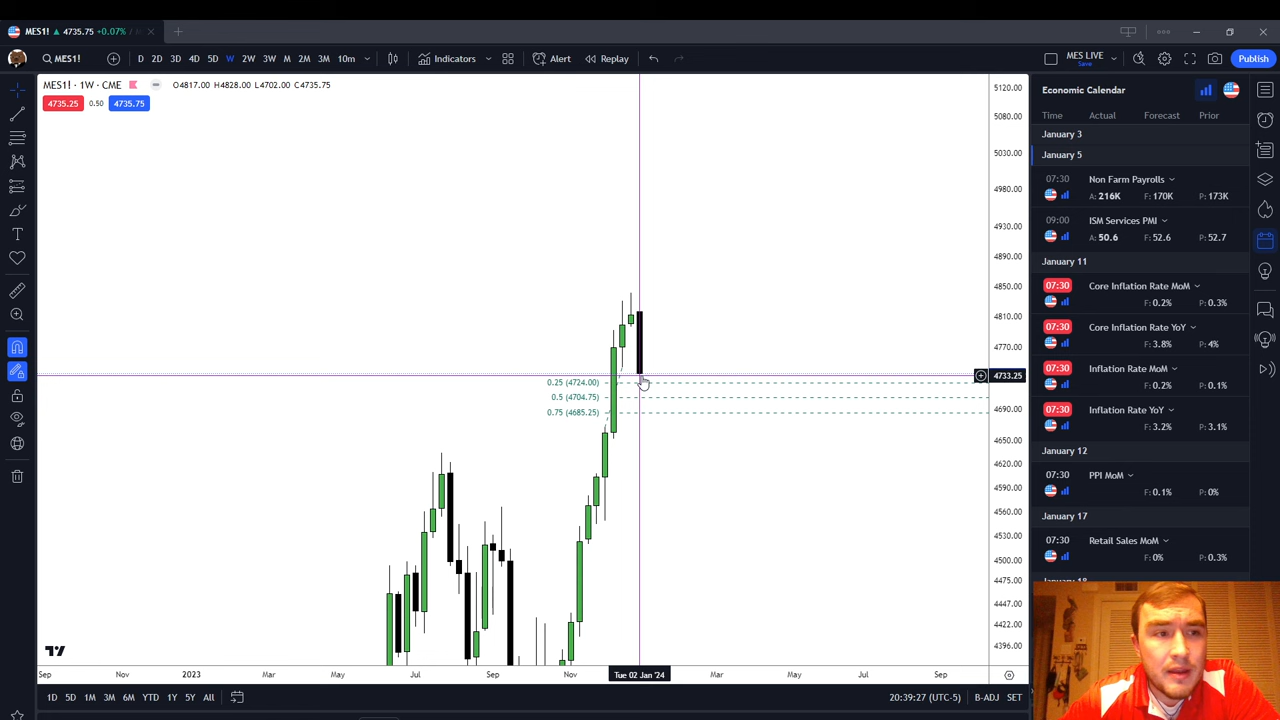 MES1! 4735.75 +0.07% /
MES1! D 2D 3D 4D 5D W 2W 3W M 2M 3M 10m Indicators Alert Replay MES LIVE Save Publish
MES1! · 1W · CME O4817.00 H4828.00 L4702.00 C4735.75
4735.25 0.50 4735.75
5120.00
5080.00
5030.00
4980.00
4930.00
4890.00
4850.00
4810.00
4770.00
4733.25
4690.00
4650.00
4620.00
4590.00
4560.00
4530.00
4500.00
4475.00
4447.00
4422.00
4396.00
0.25 (4724.00)
0.5 (4704.75)
0.75 (4685.25)
Sep Nov 2023 Mar May Jul Sep Nov Tue 02 Jan '24 Mar May Jul Sep
1D 5D 1M 3M 6M YTD 1Y 5Y All 20:39:27 (UTC-5) B-ADJ SET
Economic Calendar
Time Actual Forecast Prior
January 3
January 5
07:30 Non Farm Payrolls
A: 216K F: 170K P: 173K
09:00 ISM Services PMI
A: 50.6 F: 52.6 P: 52.7
January 11
07:30 Core Inflation Rate MoM
F: 0.2% P: 0.3%
07:30 Core Inflation Rate YoY
F: 3.8% P: 4%
07:30 Inflation Rate MoM
F: 0.2% P: 0.1%
07:30 Inflation Rate YoY
F: 3.2% P: 3.1%
January 12
07:30 PPI MoM
F: 0.1% P: 0%
January 17
07:30 Retail Sales MoM
F: 0% P: 0.3%